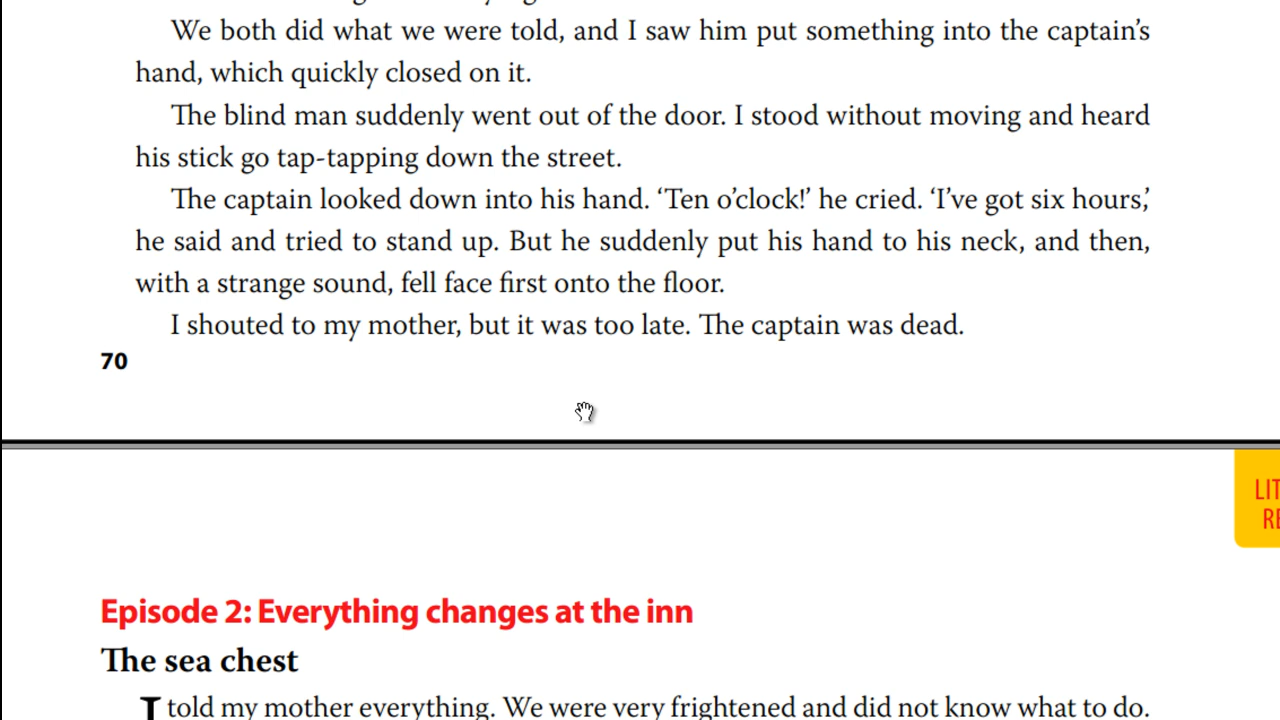 We both did what we were told, and I saw him put something into the captain’s
hand, which quickly closed on it.
The blind man suddenly went out of the door. I stood without moving and heard
his stick go tap-tapping down the street.
The captain looked down into his hand. ‘Ten o’clock!’ he cried. ‘I’ve got six hours,’
he said and tried to stand up. But he suddenly put his hand to his neck, and then,
with a strange sound, fell face first onto the floor.
I shouted to my mother, but it was too late. The captain was dead.
70
LIT
RE
Episode 2: Everything changes at the inn
The sea chest
I told my mother everything. We were very frightened and did not know what to do.